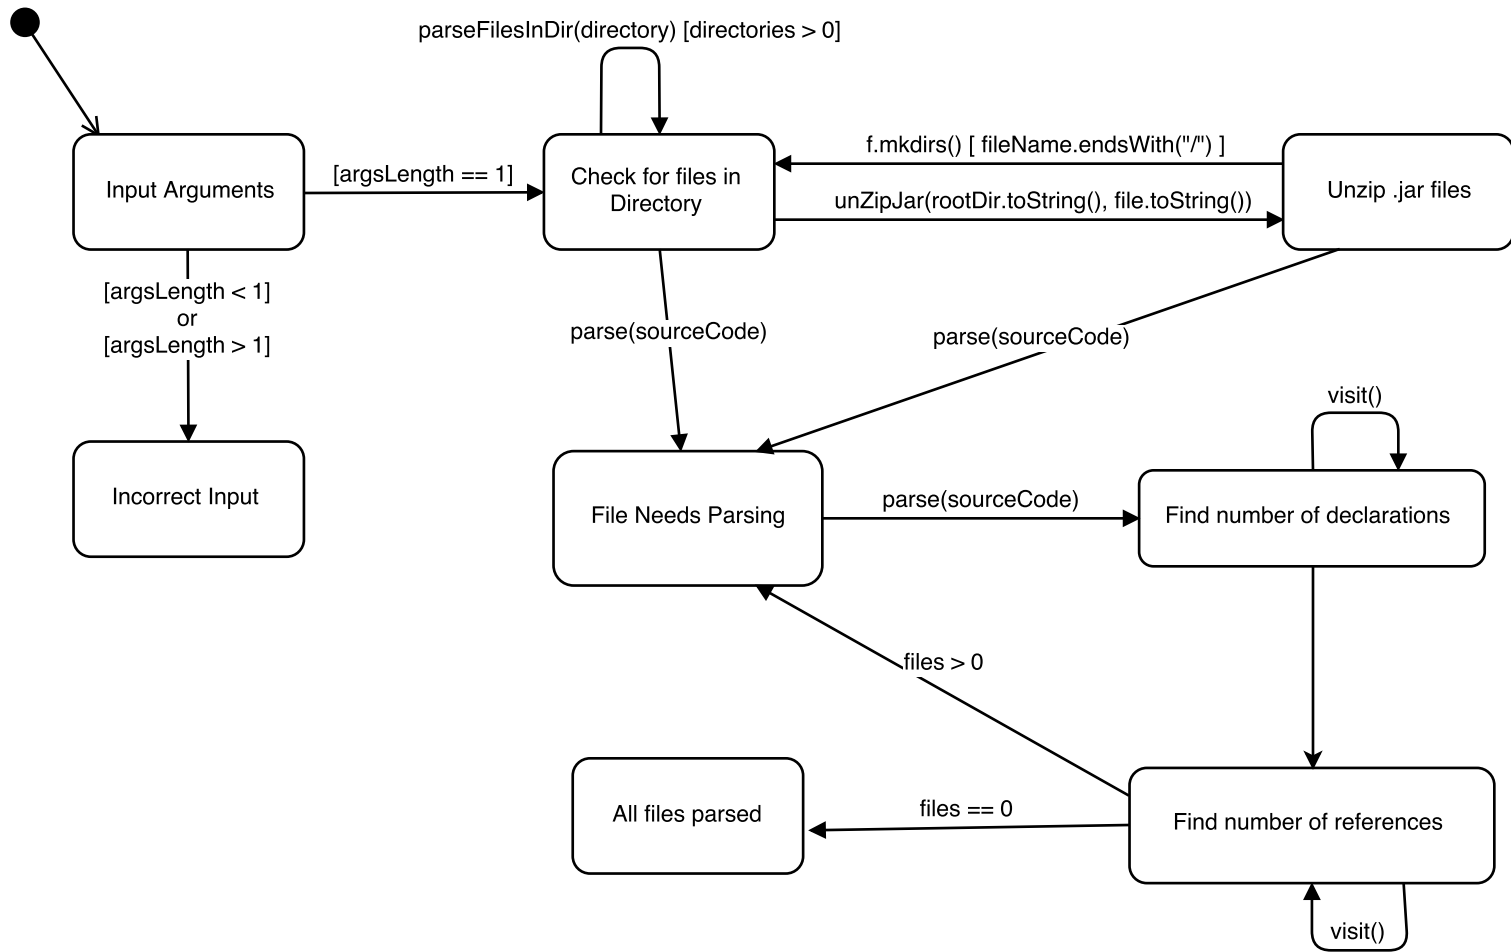 parseFilesInDir(directory) [directories > 0]
Input Arguments
[argsLength == 1]
Check for files in
Directory
f.mkdirs() [ fileName.endsWith("/") ]
unZipJar(rootDir.toString(), file.toString())
Unzip .jar files
[argsLength < 1]
or
[argsLength > 1]
parse(sourceCode)
parse(sourceCode)
visit()
Incorrect Input
File Needs Parsing
parse(sourceCode)
Find number of declarations
files > 0
All files parsed
files == 0
Find number of references
visit()